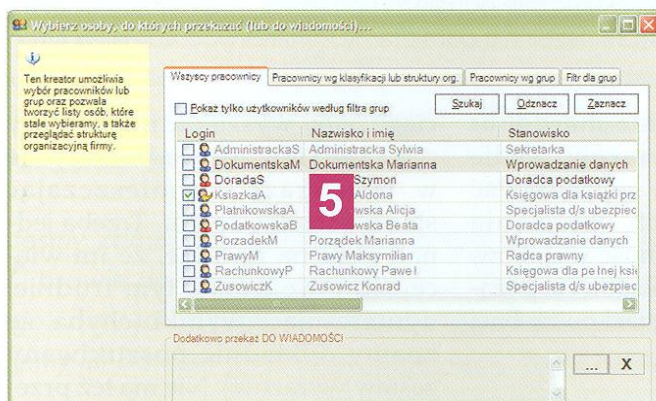 Wybierz osoby, do których przekazać (lub do wiadomości)...
Ten kreator umożliwia
wybór pracowników lub
grup oraz pozwala
tworzyć listy osób, które
stale wybieramy, a także
przeglądać strukturę
organizacyjną firmy.
Wszyscy pracownicy Pracownicy wg klasyfikacji lub struktury org. Pracownicy wg grup Filtr dla grup
Pokaż tylko użytkowników według filtra grup Szukaj Odznacz Zaznacz
Login Nazwisko i imię Stanowisko
AdministrackaS Administracka Sylwia Sekretarka
DokumentskaM Dokumentska Marianna Wprowadzanie danych
DoradaS Szymon Doradca podatkowy
KsiazkaA Aldona Księgowa dla książki prz
PlatnikowskaA wska Alicja Specjalista d/s ubezpiec
PodatkowskaB wska Beata Doradca podatkowy
PorzadekM Porządek Marianna Wprowadzanie danych
PrawyM Prawy Maksymilian Radca prawny
RachunkowyP Rachunkowy Paweł Księgowa dla pełnej księ
ZusowiczK Zusowicz Konrad Specjalista d/s ubezpiec
5
Dodatkowo przekaż DO WIADOMOŚCI
... X